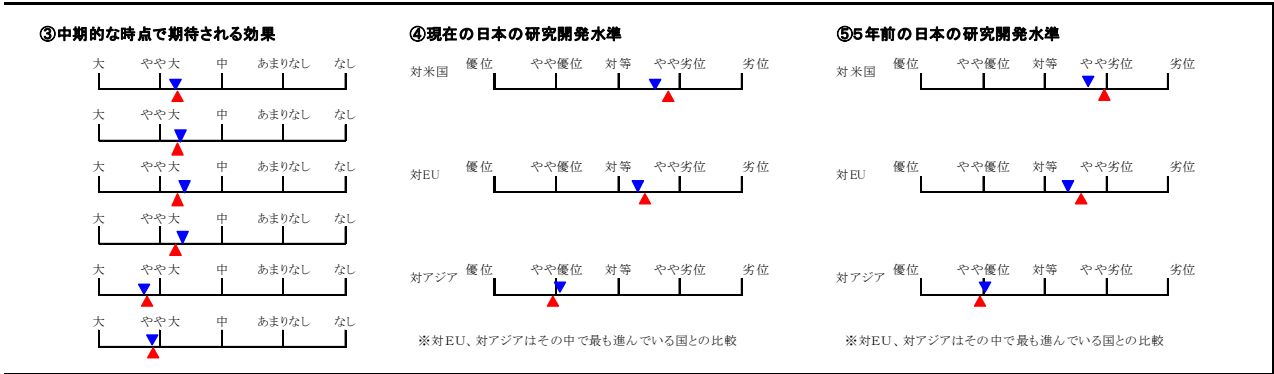 ③中期的な時点で期待される効果
大 やや大 中 あまりなし なし
大 やや大 中 あまりなし なし
大 やや大 中 あまりなし なし
大 やや大 中 あまりなし なし
大 やや大 中 あまりなし なし
大 やや大 中 あまりなし なし
④現在の日本の研究開発水準
対米国 優位 やや優位 対等 やや劣位 劣位
対EU 優位 やや優位 対等 やや劣位 劣位
対アジア 優位 やや優位 対等 やや劣位 劣位
※対EU、対アジアはその中で最も進んでいる国との比較
⑤5年前の日本の研究開発水準
対米国 優位 やや優位 対等 やや劣位 劣位
対EU 優位 やや優位 対等 やや劣位 劣位
対アジア 優位 やや優位 対等 やや劣位 劣位
※対EU、対アジアはその中で最も進んでいる国との比較